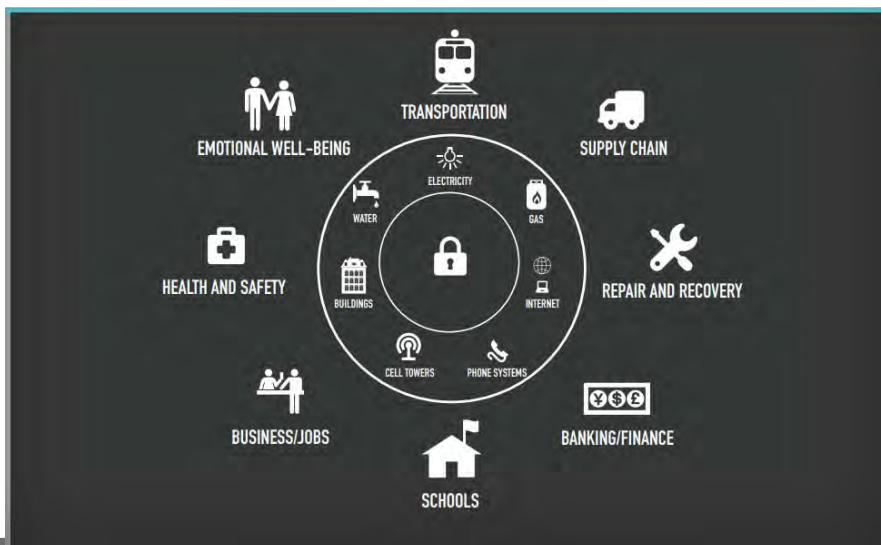 TRANSPORTATION
EMOTIONAL WELL-BEING
SUPPLY CHAIN
ELECTRICITY
WATER
GAS
HEALTH AND SAFETY
BUILDINGS
INTERNET
REPAIR AND RECOVERY
CELL TOWERS
PHONE SYSTEMS
BUSINESS/JOBS
¥ $ £
BANKING/FINANCE
SCHOOLS